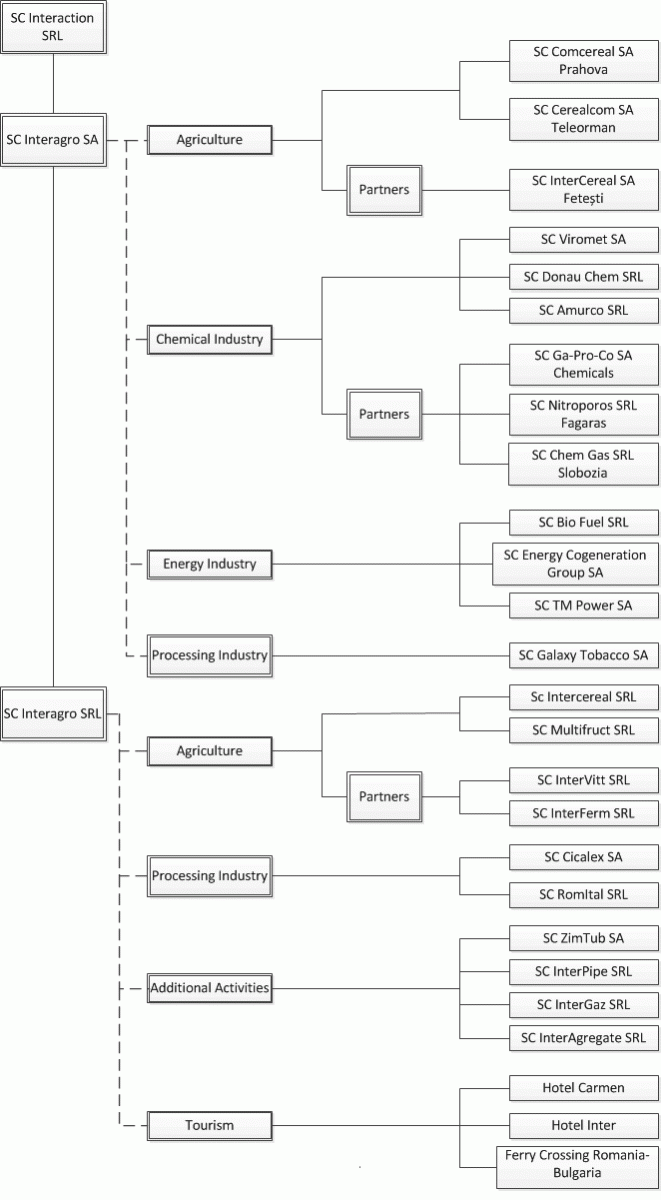 SC Interaction
SRL
SC Interagro SA
Agriculture
SC Comcereal SA
Prahova
SC Cerealcom SA
Teleorman
Partners
SC InterCereal SA
Fetești
Chemical Industry
SC Viromet SA
SC Donau Chem SRL
SC Amurco SRL
Partners
SC Ga-Pro-Co SA
Chemicals
SC Nitroporos SRL
Fagaras
SC Chem Gas SRL
Slobozia
Energy Industry
SC Bio Fuel SRL
SC Energy Cogeneration
Group SA
SC TM Power SA
Processing Industry
SC Galaxy Tobacco SA
SC Interagro SRL
Agriculture
Sc Intercereal SRL
SC Multifruct SRL
Partners
SC InterVitt SRL
SC InterFerm SRL
Processing Industry
SC Cicalex SA
SC RomItal SRL
Additional Activities
SC ZimTub SA
SC InterPipe SRL
SC InterGaz SRL
SC InterAgregate SRL
Tourism
Hotel Carmen
Hotel Inter
Ferry Crossing Romania-
Bulgaria